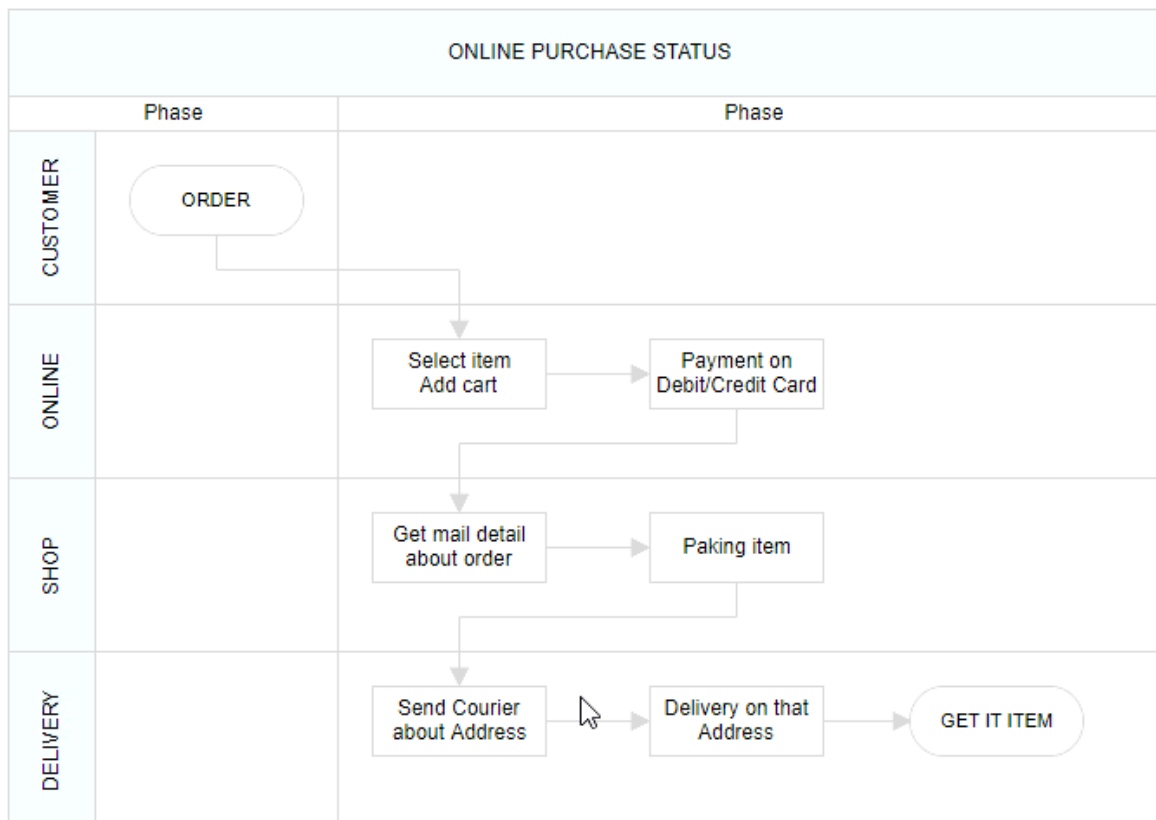 ONLINE PURCHASE STATUS
Phase
Phase
CUSTOMER
ORDER
ONLINE
Select item
Add cart
Payment on
Debit/Credit Card
SHOP
Get mail detail
about order
Paking item
DELIVERY
Send Courier
about Address
Delivery on that
Address
GET IT ITEM